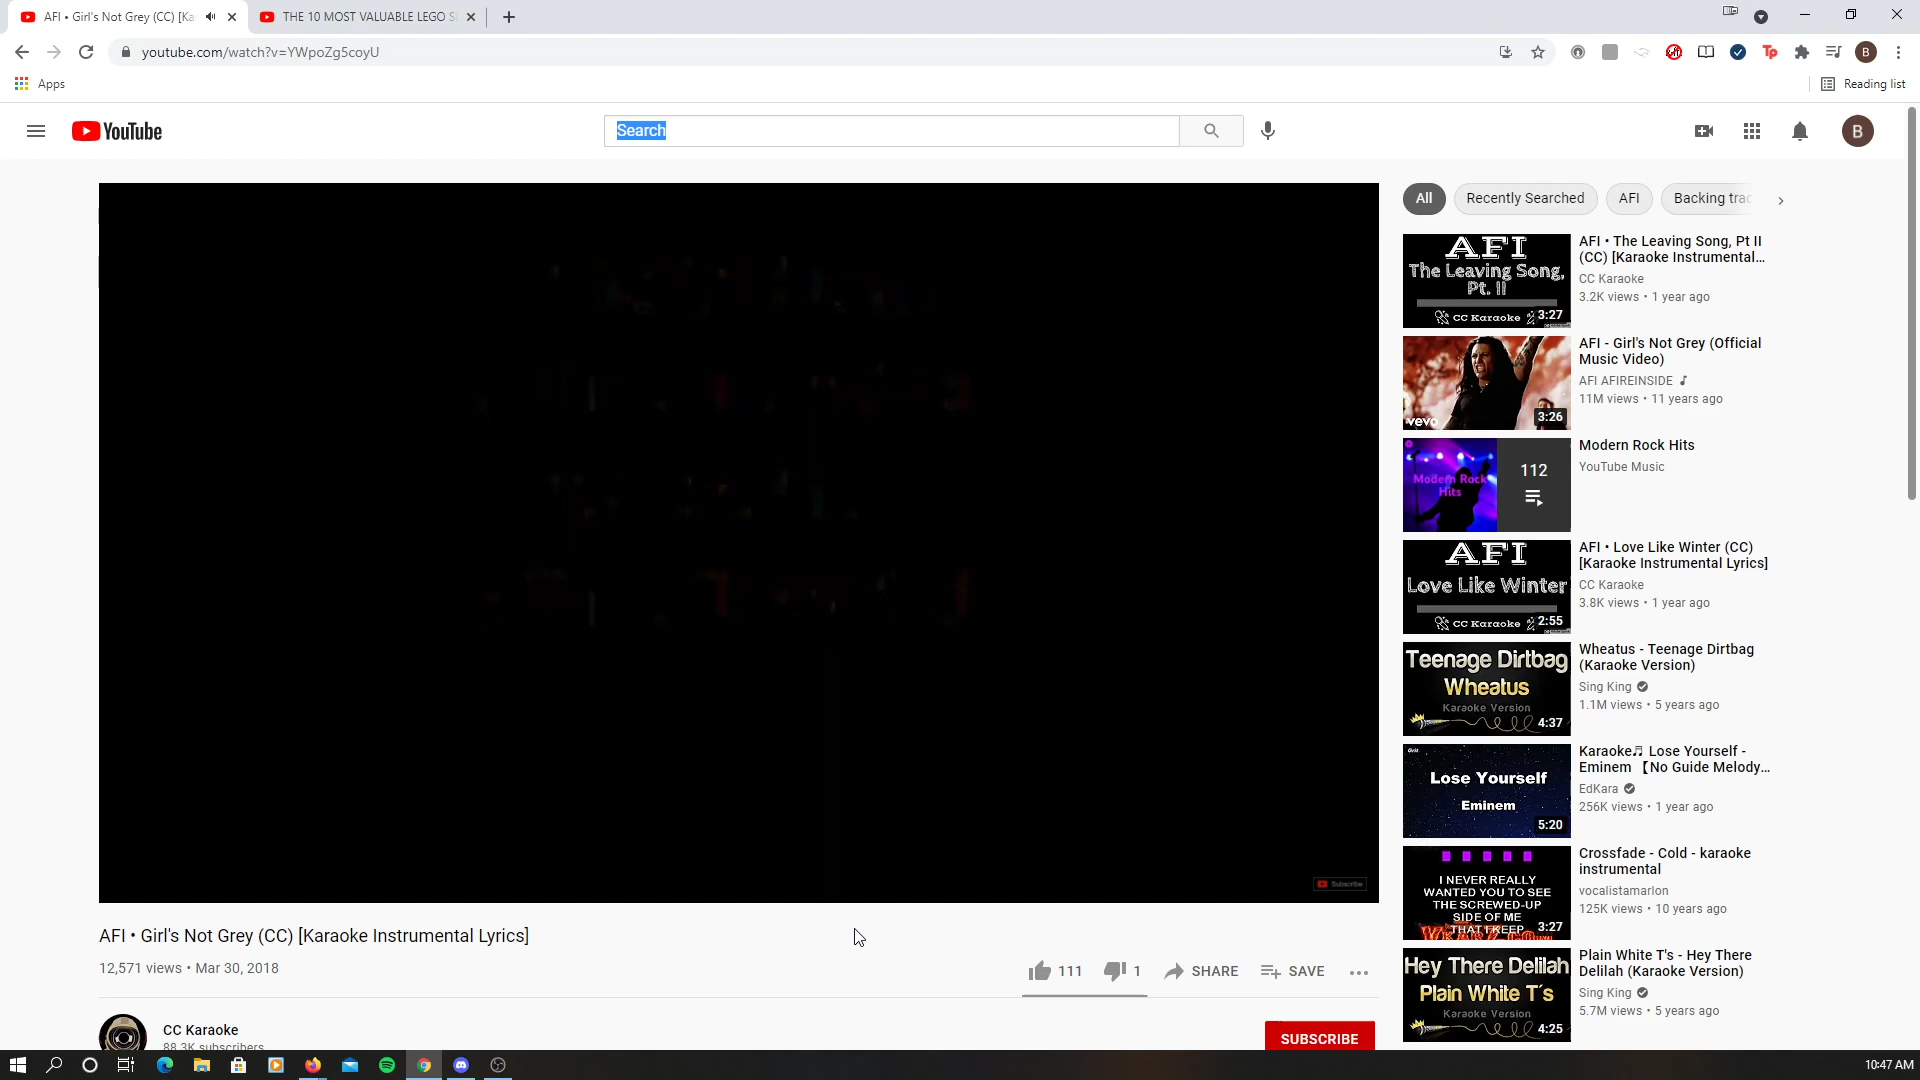 AFI • Girl's Not Grey (CC) [Ka
THE 10 MOST VALUABLE LEGO S
youtube.com/watch?v=YWpoZg5coyU
Apps
Reading list
YouTube
Search
B
All
Recently Searched
AFI
Backing trac
AFI
The Leaving Song,
Pt. II
CC Karaoke
3:27
AFI • The Leaving Song, Pt II
(CC) [Karaoke Instrumental...
CC Karaoke
3.2K views • 1 year ago
vevo
3:26
AFI - Girl's Not Grey (Official
Music Video)
AFI AFIREINSIDE
11M views • 11 years ago
Modern Rock
Hits
112
Modern Rock Hits
YouTube Music
AFI
Love Like Winter
CC Karaoke
2:55
AFI • Love Like Winter (CC)
[Karaoke Instrumental Lyrics]
CC Karaoke
3.8K views • 1 year ago
Teenage Dirtbag
Wheatus
Karaoke Version
4:37
Wheatus - Teenage Dirtbag
(Karaoke Version)
Sing King
1.1M views • 5 years ago
Lose Yourself
Eminem
5:20
Karaoke♬ Lose Yourself -
Eminem 【No Guide Melody...
EdKara
256K views • 1 year ago
I NEVER REALLY
WANTED YOU TO SEE
THE SCREWED-UP
SIDE OF ME
THAT I KEEP
3:27
Crossfade - Cold - karaoke
instrumental
vocalistamarlon
125K views • 10 years ago
Hey There Delilah
Plain White T's
Karaoke Version
4:25
Plain White T's - Hey There
Delilah (Karaoke Version)
Sing King
5.7M views • 5 years ago
Subscribe
AFI • Girl's Not Grey (CC) [Karaoke Instrumental Lyrics]
12,571 views • Mar 30, 2018
111
1
SHARE
SAVE
CC Karaoke
88.3K subscribers
SUBSCRIBE
10:47 AM